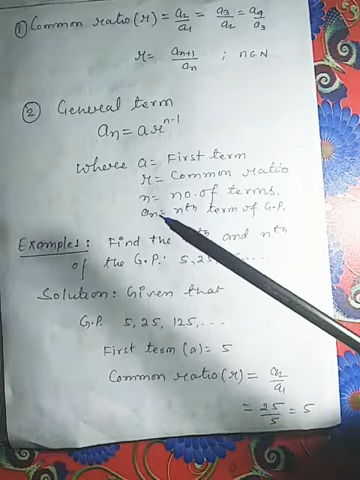 ① Common ratio (r) = a₂/a₁ = a₃/a₂ = a₄/a₃
r = aₙ₊₁/aₙ ; n∈N
② General term
aₙ = arⁿ⁻¹
where a = First term
r = Common ratio
n = no. of terms.
aₙ = nᵗʰ term of G.P.
Examples: Find the and nᵗʰ
of the G.P.: 5, 25, ...
Solution: Given that
G.P. 5, 25, 125, ...
First term (a) = 5
Common ratio (r) = a₂/a₁
= 25/5 = 5